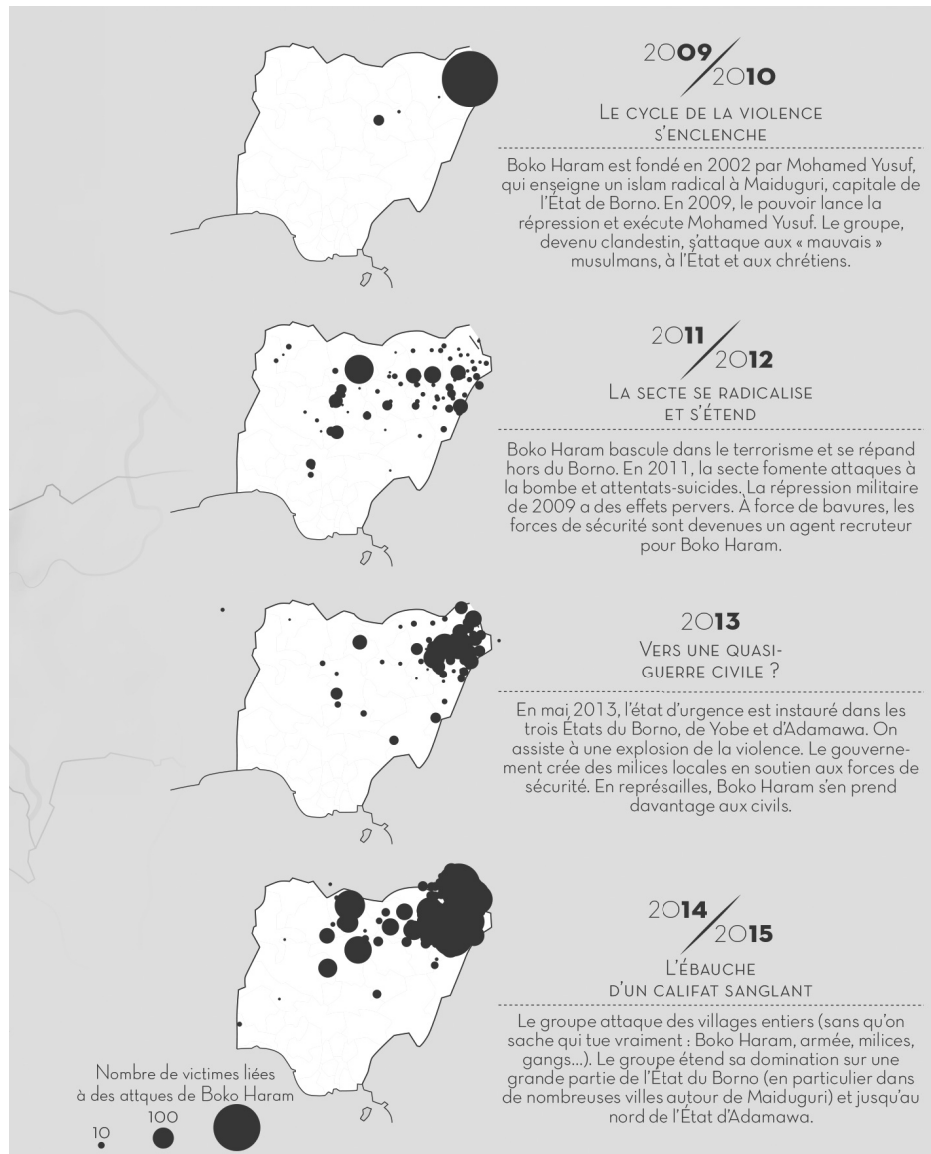 2009/
2010
LE CYCLE DE LA VIOLENCE
S'ENCLENCHE
Boko Haram est fondé en 2002 par Mohamed Yusuf,
qui enseigne un islam radical à Maiduguri, capitale de
l'État de Borno. En 2009, le pouvoir lance la
répression et exécute Mohamed Yusuf. Le groupe,
devenu clandestin, s'attaque aux « mauvais »
musulmans, à l'État et aux chrétiens.
2011/
2012
LA SECTE SE RADICALISE
ET S'ÉTEND
Boko Haram bascule dans le terrorisme et se répand
hors du Borno. En 2011, la secte fomente attaques à
la bombe et attentats-suicides. La répression militaire
de 2009 a des effets pervers. À force de bavures, les
forces de sécurité sont devenues un agent recruteur
pour Boko Haram.
2013
VERS UNE QUASI-
GUERRE CIVILE ?
En mai 2013, l'état d'urgence est instauré dans les
trois États du Borno, de Yobe et d'Adamawa. On
assiste à une explosion de la violence. Le gouverne-
ment crée des milices locales en soutien aux forces de
sécurité. En représailles, Boko Haram s'en prend
davantage aux civils.
2014/
2015
L'ÉBAUCHE
D'UN CALIFAT SANGLANT
Le groupe attaque des villages entiers (sans qu'on
sache qui tue vraiment : Boko Haram, armée, milices,
gangs...). Le groupe étend sa domination sur une
grande partie de l'État du Borno (en particulier dans
de nombreuses villes autour de Maiduguri) et jusqu'au
nord de l'État d'Adamawa.
Nombre de victimes liées
à des attques de Boko Haram
10 100